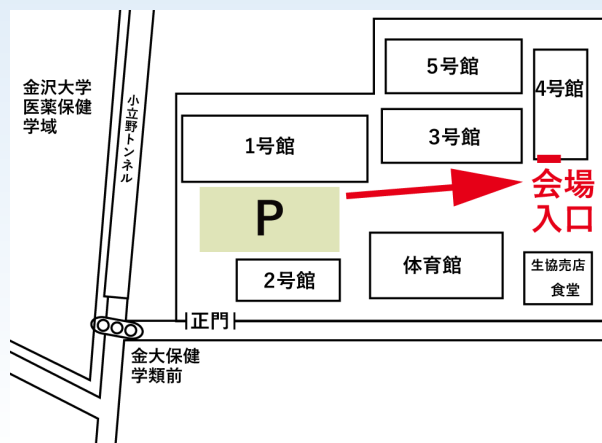 金沢大学
医薬保健
学域
小立野トンネル
5号館
4号館
1号館
3号館
P
会場
入口
2号館
体育館
生協売店
食堂
正門
金大保健
学類前